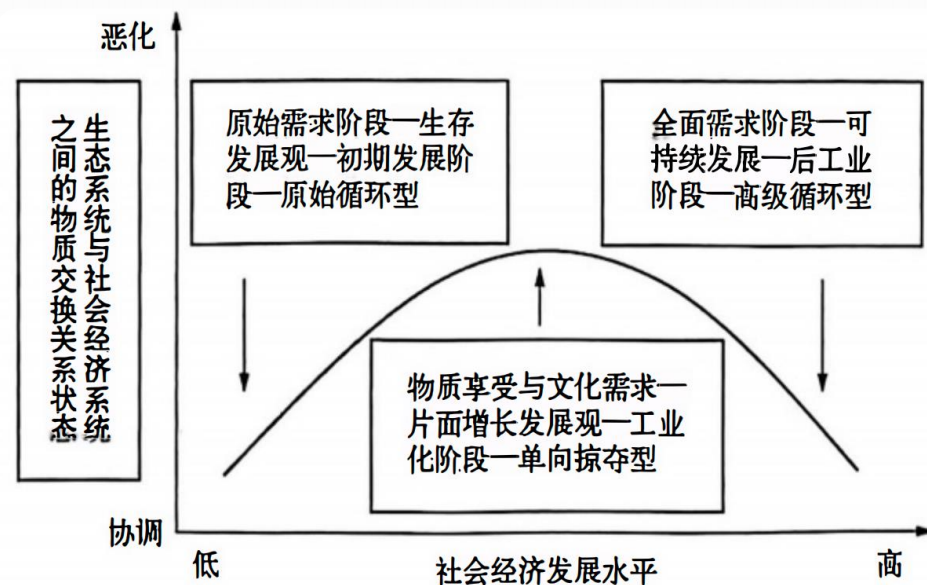 恶化
生态系统与社会经济系统
之间的物质交换关系状态
原始需求阶段—生存
发展观—初期发展阶
段—原始循环型
全面需求阶段—可
持续发展—后工业
阶段—高级循环型
物质享受与文化需求—
片面增长发展观—工业
化阶段—单向掠夺型
协调
低
社会经济发展水平
高